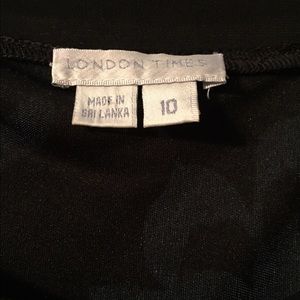 LONDON TIMES
MADE IN
SRI LANKA
10